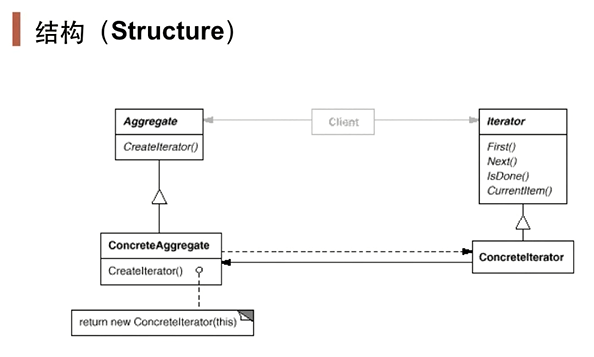 结构（Structure）
Aggregate
CreateIterator()
Client
Iterator
First()
Next()
IsDone()
CurrentItem()
ConcreteAggregate
CreateIterator()
ConcreteIterator
return new ConcreteIterator(this)